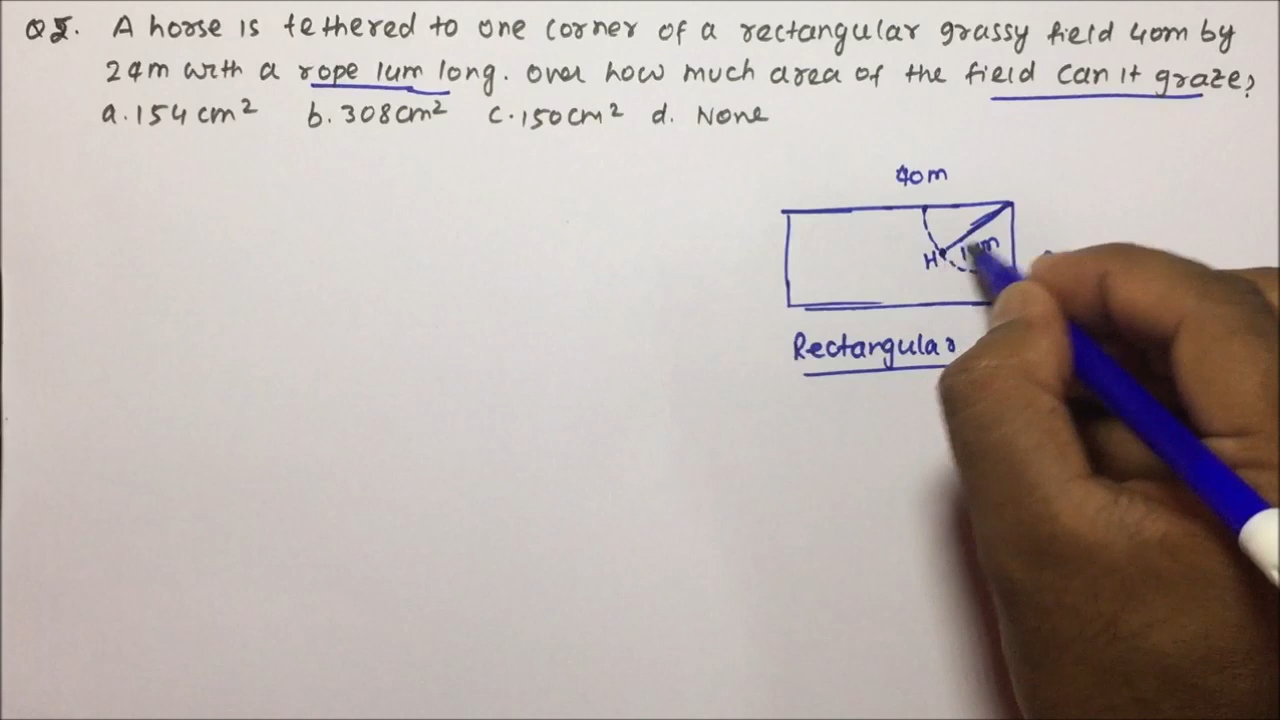 Q5. A horse is tethered to one corner of a rectangular grassy field 40m by
24m with a rope 14m long. Over how much area of the field can it graze?
a. 154 cm² b. 308 cm² c. 150 cm² d. None
40m
H
m
Rectangular